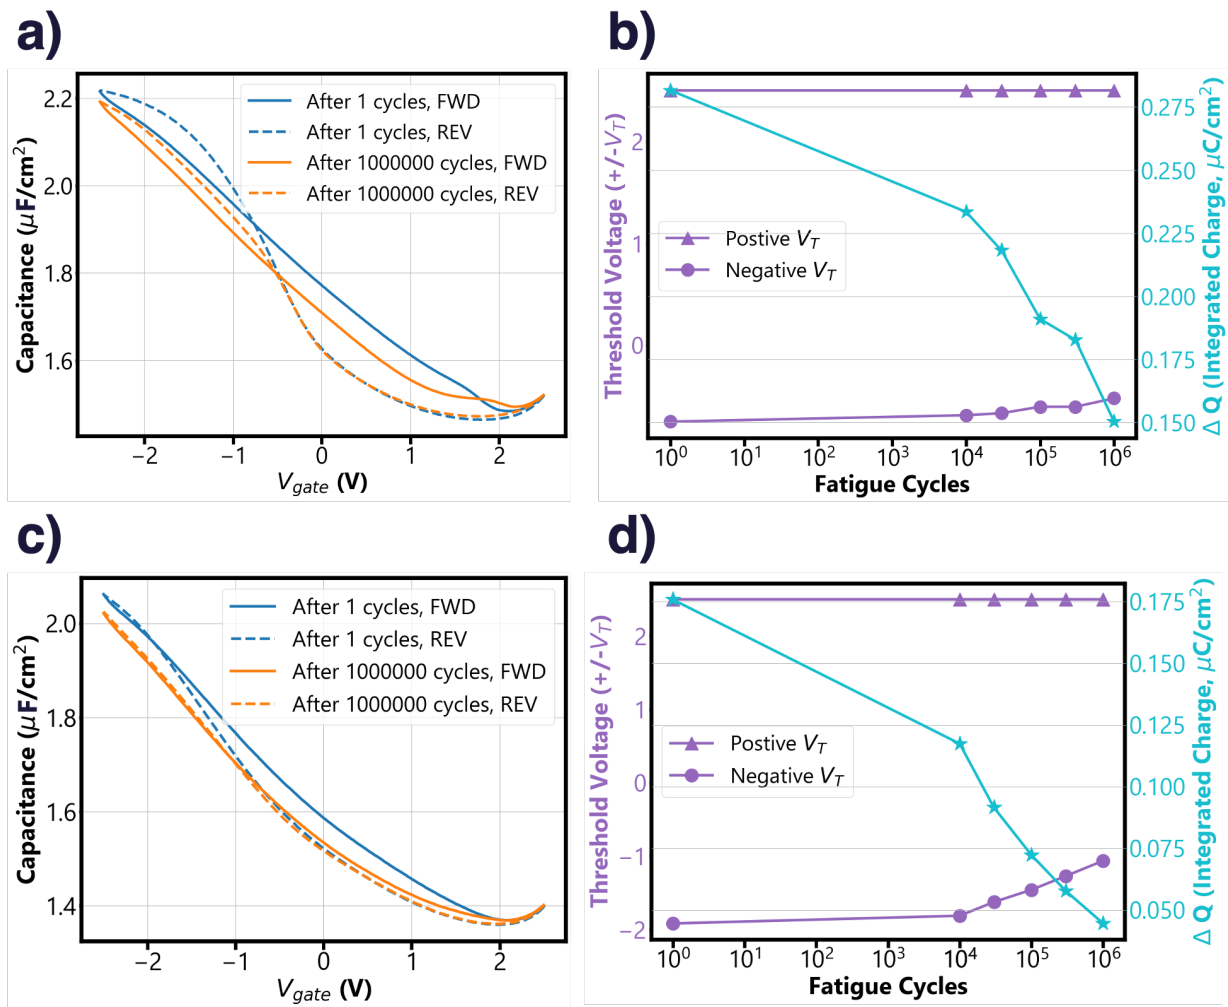 a)
2.2
2.0
1.8
1.6
Capacitance (μF/cm²)
After 1 cycles, FWD
After 1 cycles, REV
After 1000000 cycles, FWD
After 1000000 cycles, REV
−2 −1 0 1 2
V_gate (V)
b)
2
1
0
Threshold Voltage (+/-V_T)
Postive V_T
Negative V_T
0.275
0.250
0.225
0.200
0.175
0.150
Δ Q (Integrated Charge, μC/cm²)
10⁰ 10¹ 10² 10³ 10⁴ 10⁵ 10⁶
Fatigue Cycles
c)
2.0
1.8
1.6
1.4
Capacitance (μF/cm²)
After 1 cycles, FWD
After 1 cycles, REV
After 1000000 cycles, FWD
After 1000000 cycles, REV
−2 −1 0 1 2
V_gate (V)
d)
2
1
0
−1
−2
Threshold Voltage (+/-V_T)
Postive V_T
Negative V_T
0.175
0.150
0.125
0.100
0.075
0.050
Δ Q (Integrated Charge, μC/cm²)
10⁰ 10¹ 10² 10³ 10⁴ 10⁵ 10⁶
Fatigue Cycles